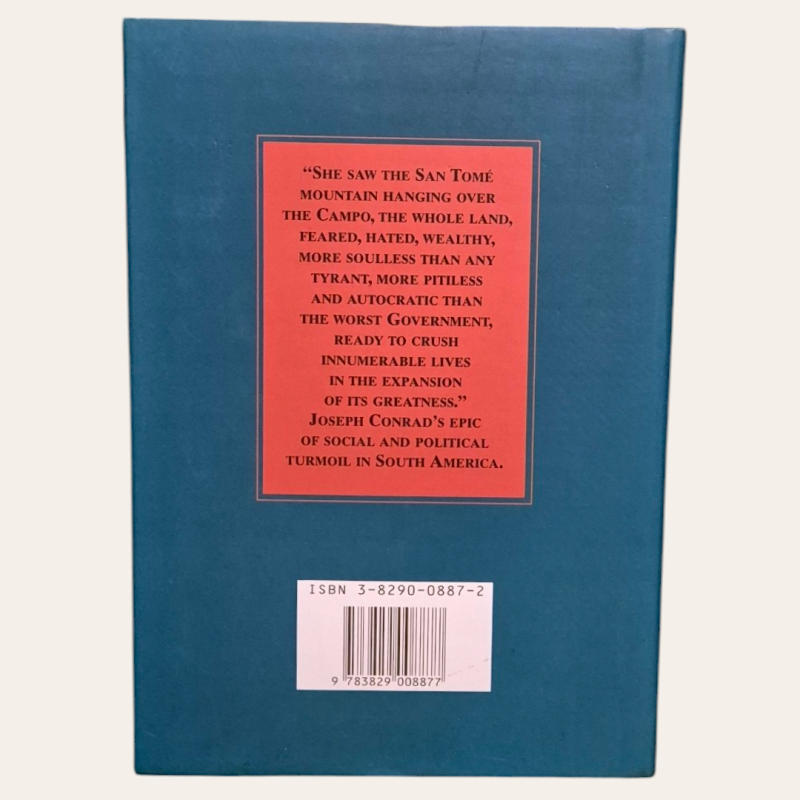 “She saw the San Tomé
mountain hanging over
the Campo, the whole land,
feared, hated, wealthy,
more soulless than any
tyrant, more pitiless
and autocratic than
the worst Government,
ready to crush
innumerable lives
in the expansion
of its greatness.”
Joseph Conrad’s epic
of social and political
turmoil in South America.
ISBN 3-8290-0887-2
9 783829 008877